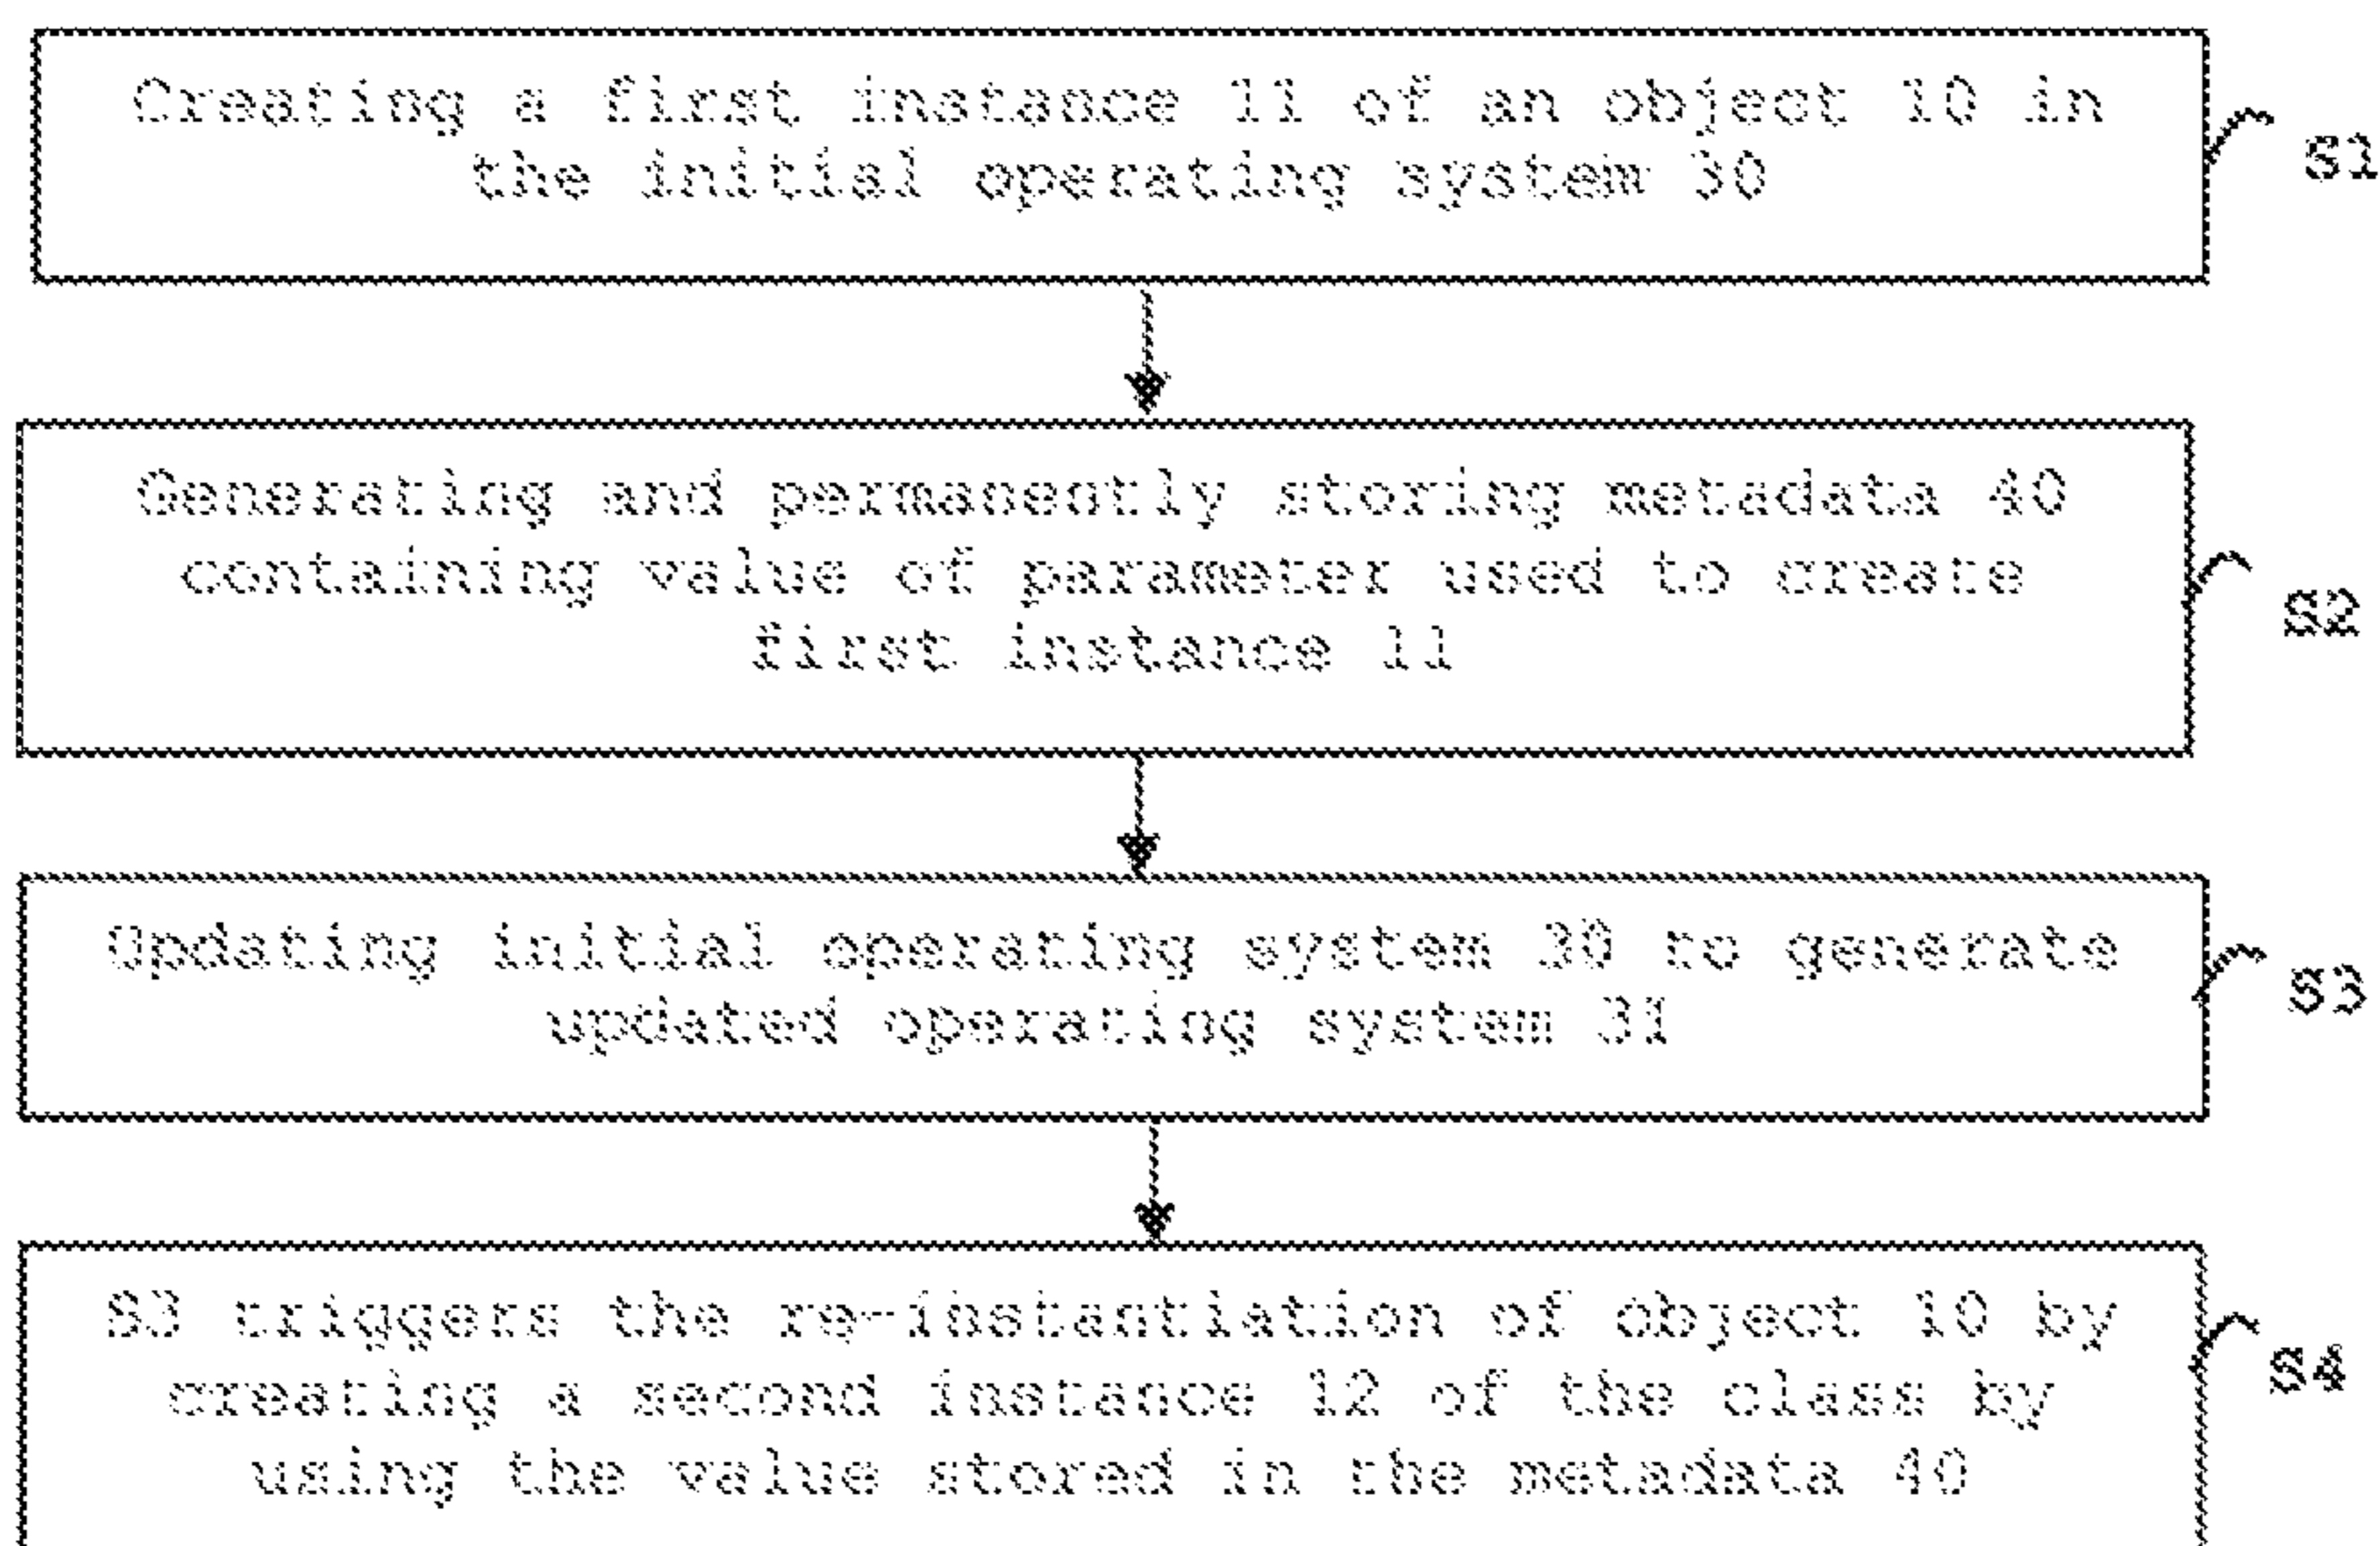 Creating a first instance 11 of an object 10 in
the initial operating system 30
S1
Generating and permanently storing metadata 40
containing value of parameter used to create
first instance 11
S2
Updating initial operating system 30 to generate
updated operating system 31
S3
S3 triggers the re-instantiation of object 10 by
creating a second instance 12 of the class by
using the value stored in the metadata 40
S4